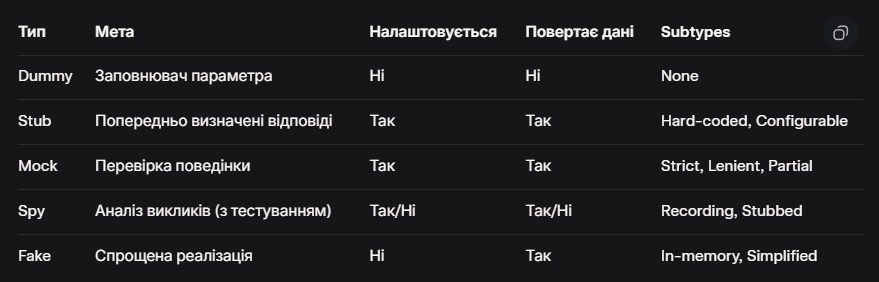 Тип Мета Налаштовується Повертає дані Subtypes
Dummy Заповнювач параметра Ні Ні None
Stub Попередньо визначені відповіді Так Так Hard-coded, Configurable
Mock Перевірка поведінки Так Так Strict, Lenient, Partial
Spy Аналіз викликів (з тестуванням) Так/Ні Так/Ні Recording, Stubbed
Fake Спрощена реалізація Ні Так In-memory, Simplified